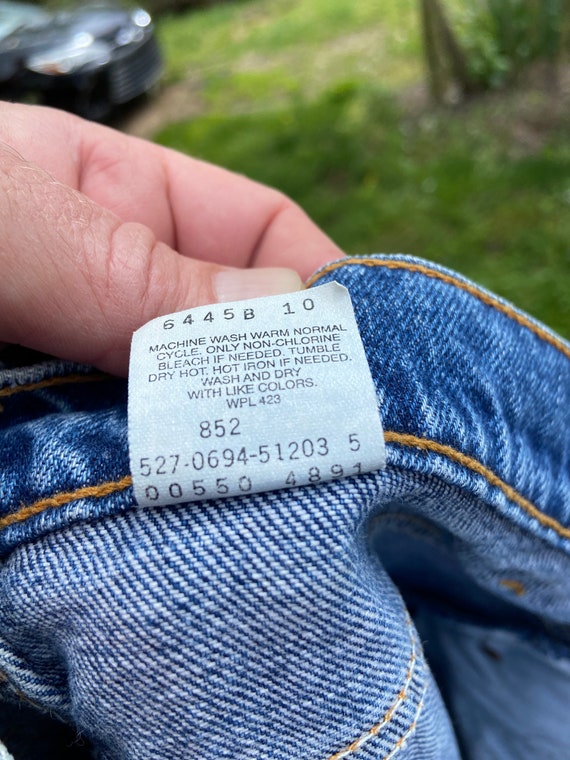 6445B 10
MACHINE WASH WARM NORMAL
CYCLE. ONLY NON-CHLORINE
BLEACH IF NEEDED. TUMBLE
DRY HOT. HOT IRON IF NEEDED.
WASH AND DRY
WITH LIKE COLORS.
WPL 423
852
527-0694-51203 5
00550 4891